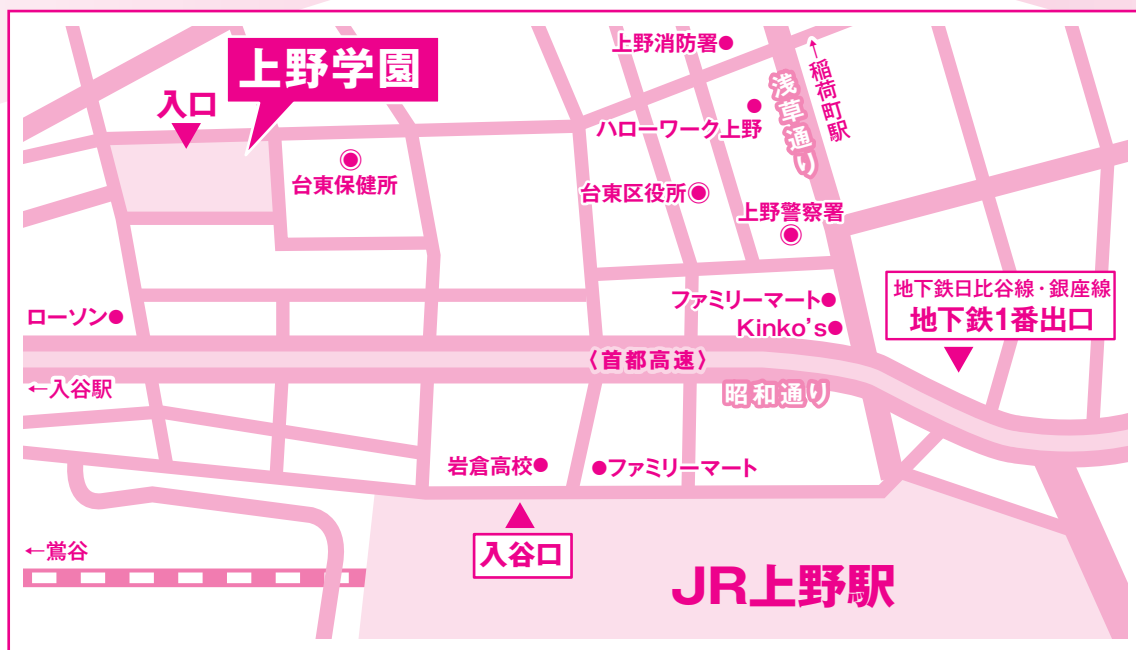 上野消防署
↑稲荷町駅
上野学園
入口
浅草通り
ハローワーク上野
台東保健所
台東区役所
上野警察署
地下鉄日比谷線・銀座線
地下鉄1番出口
ファミリーマート
ローソン
Kinko's
〈首都高速〉
←入谷駅
昭和通り
岩倉高校
ファミリーマート
入谷口
←鶯谷
JR上野駅